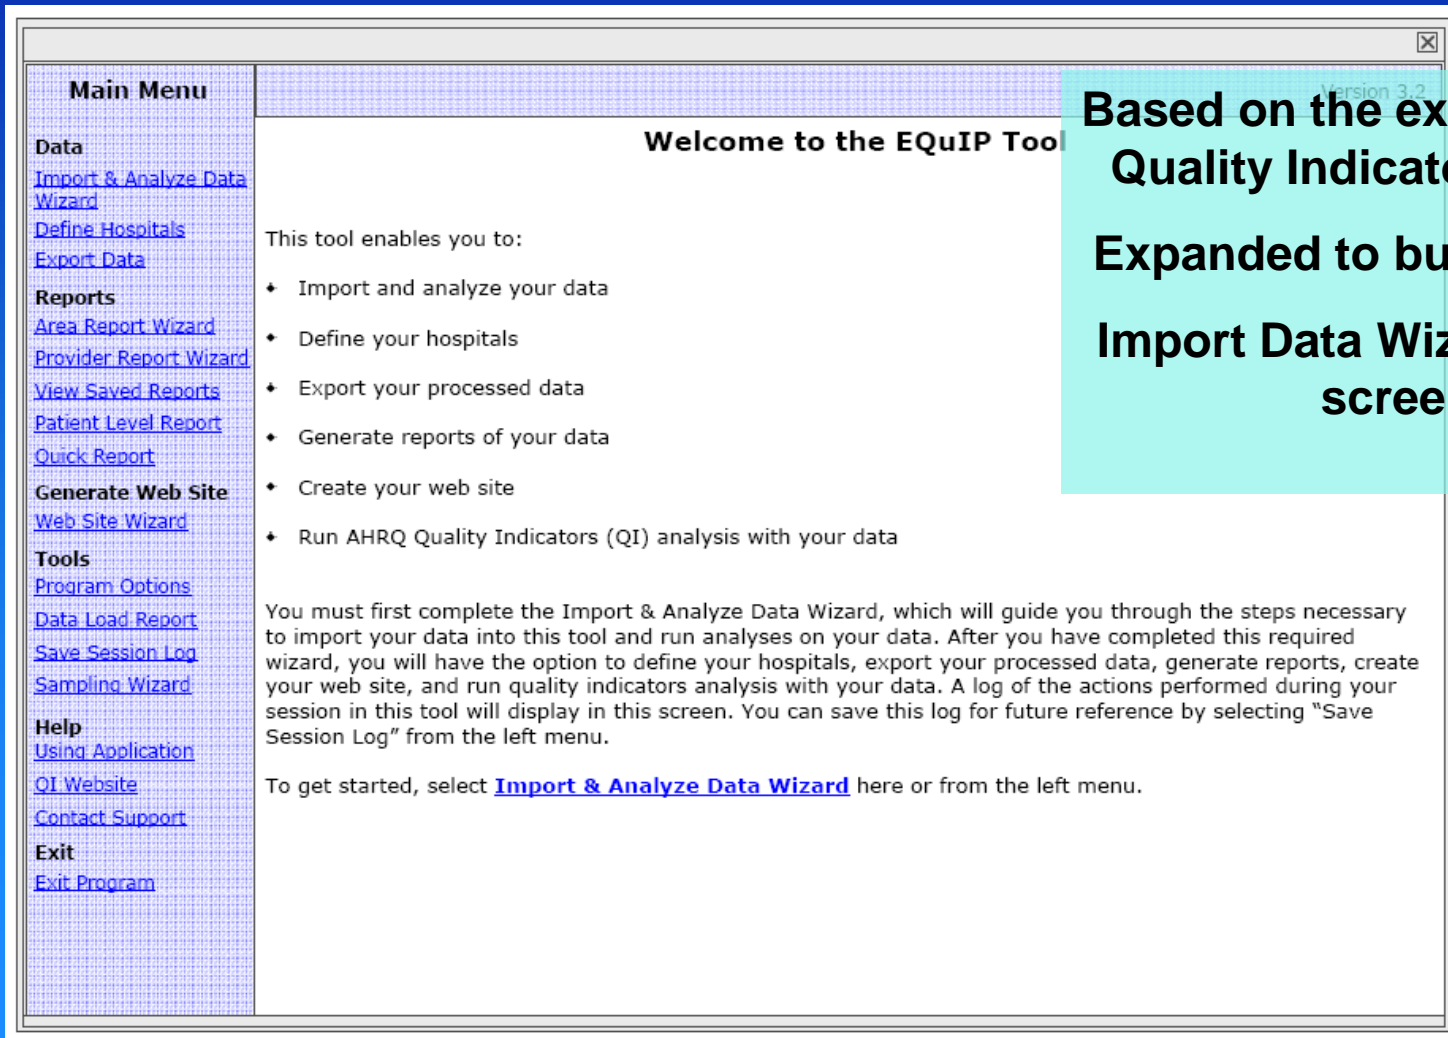 Main Menu
Data
Import & Analyze Data
Wizard
Define Hospitals
Export Data
Reports
Area Report Wizard
Provider Report Wizard
View Saved Reports
Patient Level Report
Quick Report
Generate Web Site
Web Site Wizard
Tools
Program Options
Data Load Report
Save Session Log
Sampling Wizard
Help
Using Application
QI Website
Contact Support
Exit
Exit Program
Version 3.2
Welcome to the EQuIP Tool
This tool enables you to:
Import and analyze your data
Define your hospitals
Export your processed data
Generate reports of your data
Create your web site
Run AHRQ Quality Indicators (QI) analysis with your data
You must first complete the Import & Analyze Data Wizard, which will guide you through the steps necessary
to import your data into this tool and run analyses on your data. After you have completed this required
wizard, you will have the option to define your hospitals, export your processed data, generate reports, create
your web site, and run quality indicators analysis with your data. A log of the actions performed during your
session in this tool will display in this screen. You can save this log for future reference by selecting “Save
Session Log” from the left menu.
To get started, select Import & Analyze Data Wizard here or from the left menu.
Based on the
Quality
Expanded to
Import Data